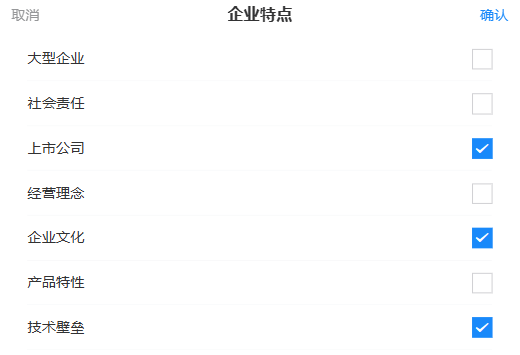 取消 企业特点 确认
大型企业
社会责任
上市公司
经营理念
企业文化
产品特性
技术壁垒